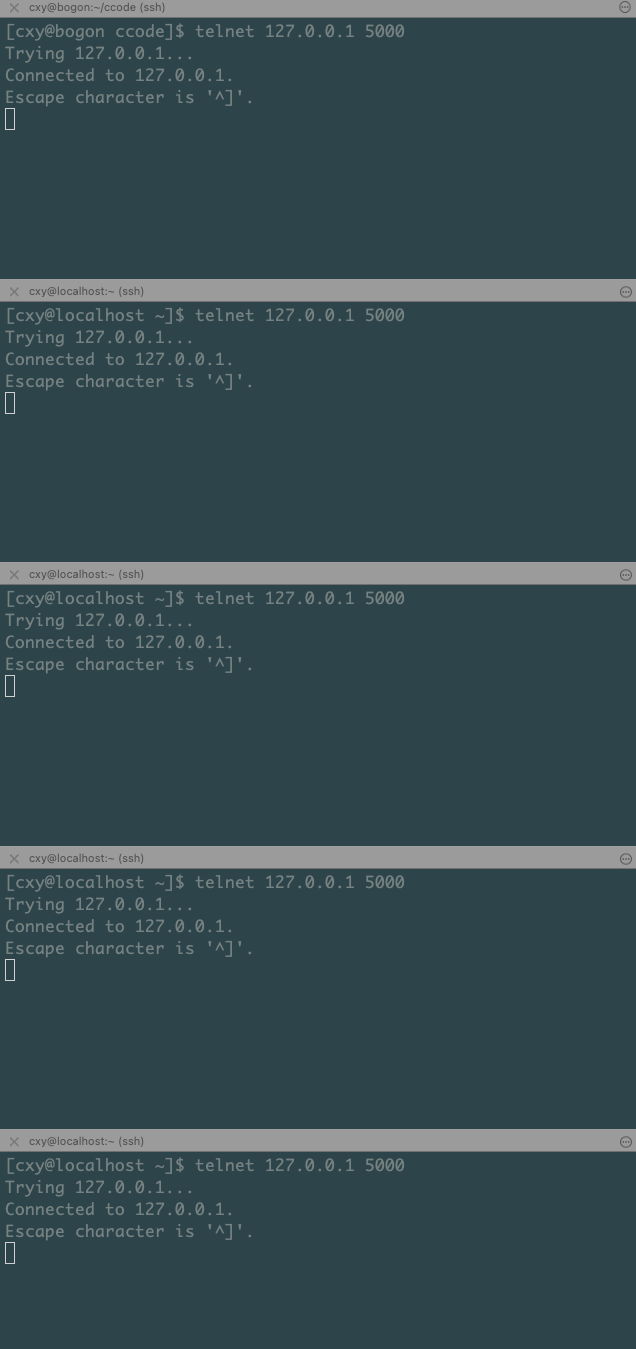 cxy@bogon:~/ccode (ssh)
[cxy@bogon ccode]$ telnet 127.0.0.1 5000
Trying 127.0.0.1...
Connected to 127.0.0.1.
Escape character is '^]'.
cxy@localhost:~ (ssh)
[cxy@localhost ~]$ telnet 127.0.0.1 5000
Trying 127.0.0.1...
Connected to 127.0.0.1.
Escape character is '^]'.
cxy@localhost:~ (ssh)
[cxy@localhost ~]$ telnet 127.0.0.1 5000
Trying 127.0.0.1...
Connected to 127.0.0.1.
Escape character is '^]'.
cxy@localhost:~ (ssh)
[cxy@localhost ~]$ telnet 127.0.0.1 5000
Trying 127.0.0.1...
Connected to 127.0.0.1.
Escape character is '^]'.
cxy@localhost:~ (ssh)
[cxy@localhost ~]$ telnet 127.0.0.1 5000
Trying 127.0.0.1...
Connected to 127.0.0.1.
Escape character is '^]'.